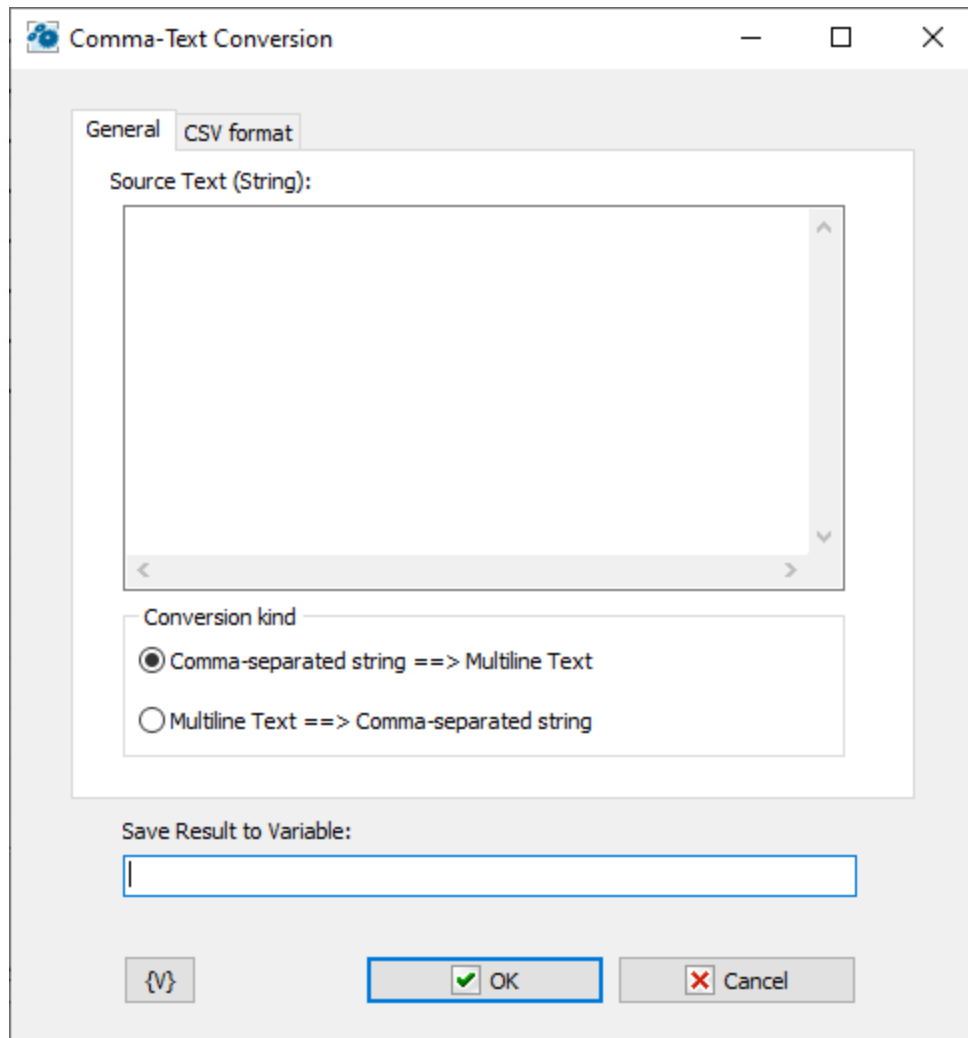 Comma-Text Conversion
General CSV format
Source Text (String):
Conversion kind
Comma-separated string ==> Multiline Text
Multiline Text ==> Comma-separated string
Save Result to Variable:
{V} OK Cancel